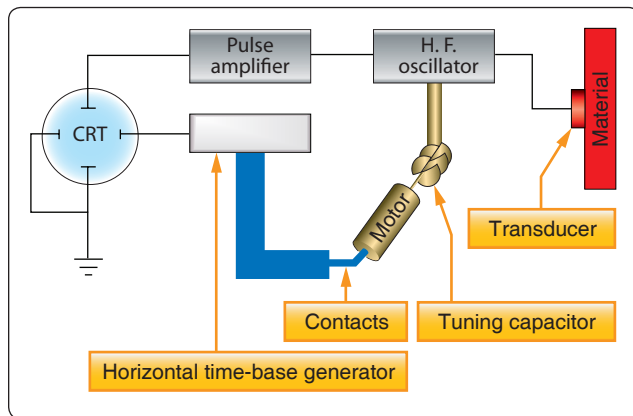 Pulse
amplifier
H. F.
oscillator
Material
CRT
Motor
Transducer
Contacts
Tuning capacitor
Horizontal time-base generator